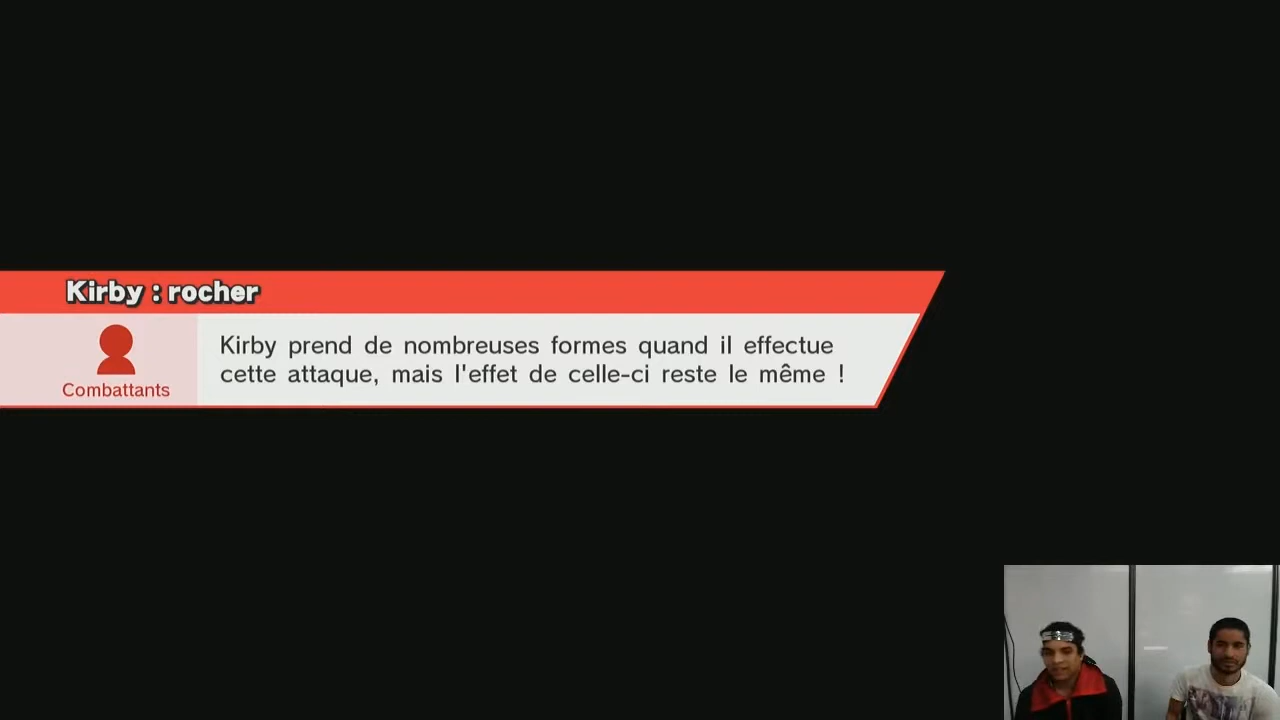 Kirby : rocher
Kirby prend de nombreuses formes quand il effectue
cette attaque, mais l'effet de celle-ci reste le même !
Combattants